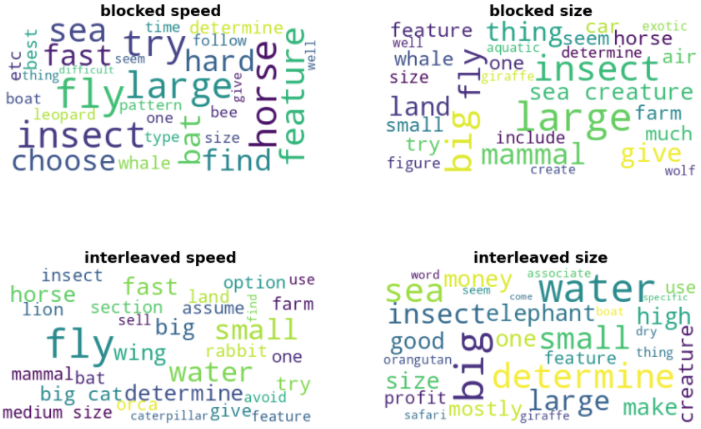 blocked speed
sea
time
determine
best
try
follow
fast
seem
hard
well
etc
thing
difficult
horse
feature
boat
fly
large
give
leopard
pattern
one
bee
insect
type
bat
size
choose
whale
find
blocked size
feature
thing
car
exotic
well
seem
horse
whale
fly
aquatic
determine
air
one
size
giraffe
insect
land
sea creature
small
big
large
farm
try
include
much
figure
mammal
give
create
wolf
interleaved speed
insect
fast
option
use
horse
land
find
lion
section
assume
farm
sell
big
small
fly
wing
rabbit
one
mammal
bat
water
try
big cat
determine
avoid
medium size
orca
caterpillar
give
feature
interleaved size
word
money
associate
sea
seem
water
use
come
specific
insect
elephant
boat
high
good
big
one
small
dry
orangutan
feature
thing
creature
size
determine
profit
mostly
large
make
safari
giraffe